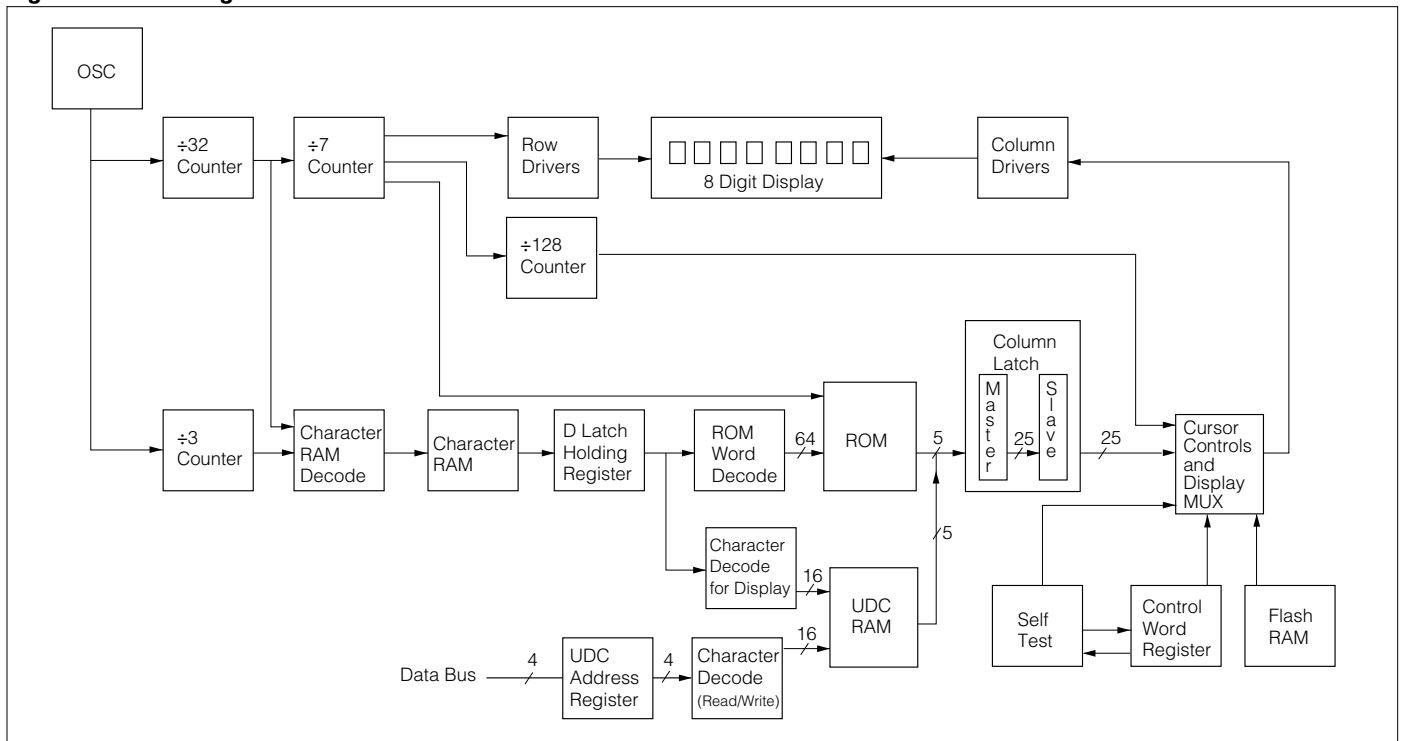 OSC
÷32
Counter
÷7
Counter
Row
Drivers
8 Digit Display
Column
Drivers
÷128
Counter
Column
Latch
Master
Slave
25
25
÷3
Counter
Character
RAM
Decode
Character
RAM
D Latch
Holding
Register
ROM
Word
Decode
64
ROM
5
Cursor
Controls
and
Display
MUX
Character
Decode
for Display
16
UDC
RAM
5
Self
Test
Control
Word
Register
Flash
RAM
Data Bus
4
UDC
Address
Register
4
Character
Decode
(Read/Write)
16